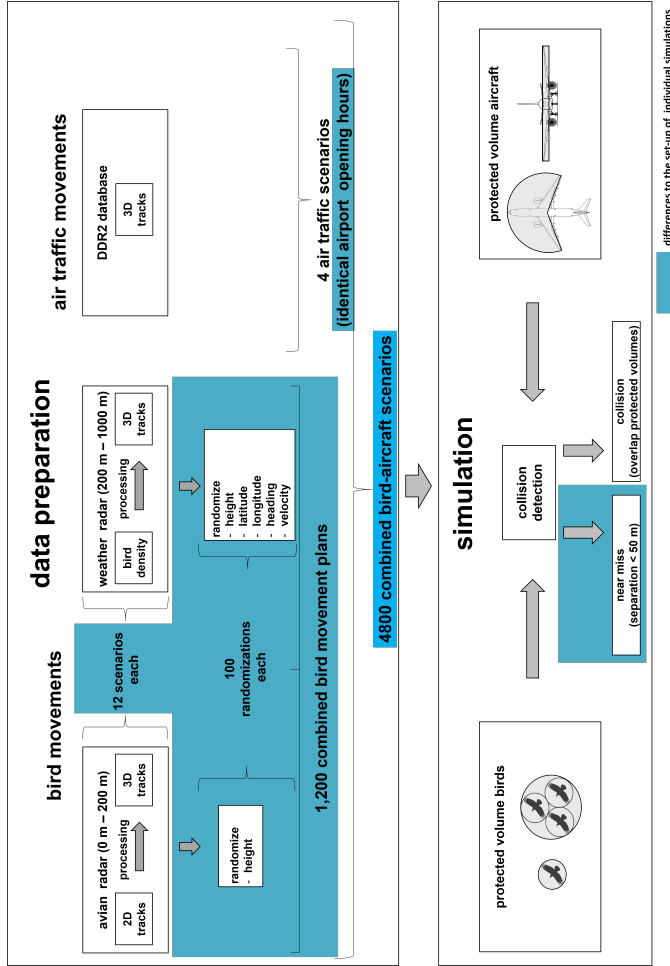 data preparation
bird movements
air traffic movements
avian radar (0 m – 200 m)
2D
tracks
processing
3D
tracks
12 scenarios
each
weather radar (200 m – 1000 m)
bird
density
processing
3D
tracks
DDR2 database
3D
tracks
randomize
- height
100
randomizations
each
randomize
- height
- latitude
- longitude
- heading
- velocity
1,200 combined bird movement plans
4 air traffic scenarios
(identical airport opening hours)
4800 combined bird-aircraft scenarios
simulation
protected volume birds
collision
detection
protected volume aircraft
near miss
(separation < 50 m)
collision
(overlap protected volumes)
differences to the set-up of individual simulations